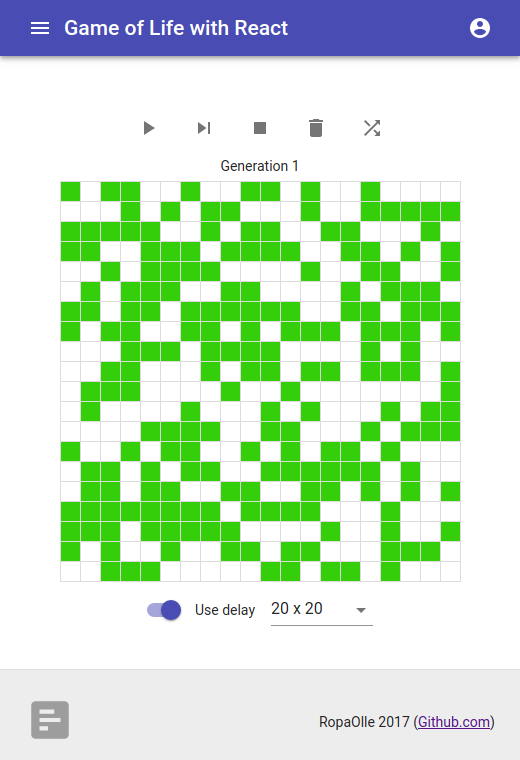 Game of Life with React
Generation 1
Use delay
20 x 20
RopaOlle 2017 (Github.com)